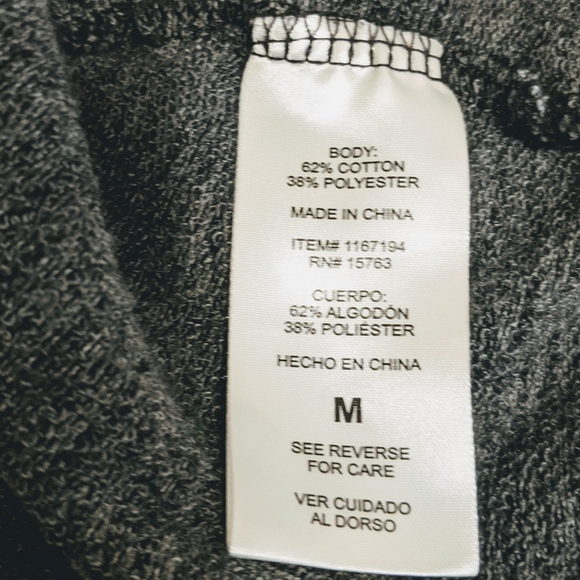 BODY:
62% COTTON
38% POLYESTER
MADE IN CHINA
ITEM# 1167194
RN# 15763
CUERPO:
62% ALGODÓN
38% POLIÉSTER
HECHO EN CHINA
M
SEE REVERSE
FOR CARE
VER CUIDADO
AL DORSO